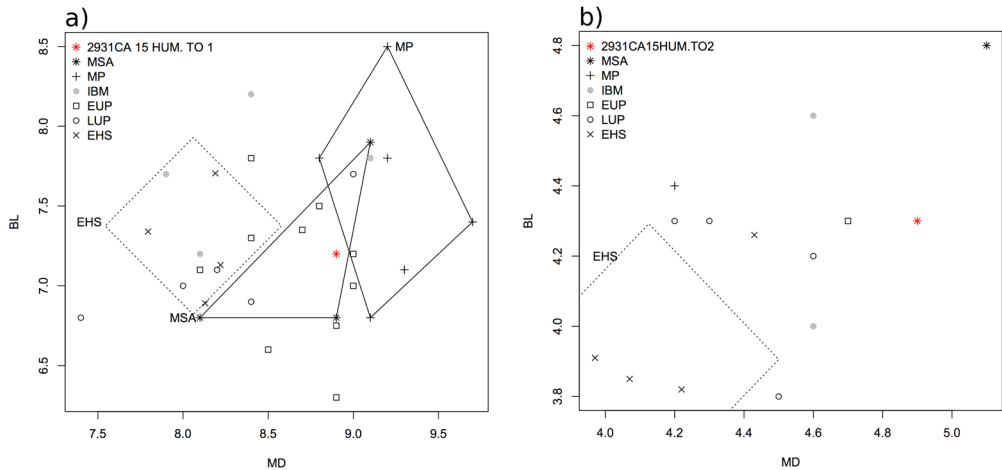 a)
8.5
8.0
7.5
7.0
6.5
BL
2931CA 15 HUM. TO 1
MSA
MP
IBM
EUP
LUP
EHS
MP
EHS
MSA
7.5 8.0 8.5 9.0 9.5
MD
b)
4.8
4.6
4.4
4.2
4.0
3.8
BL
2931CA15HUM.TO2
MSA
MP
IBM
EUP
LUP
EHS
EHS
4.0 4.2 4.4 4.6 4.8 5.0
MD